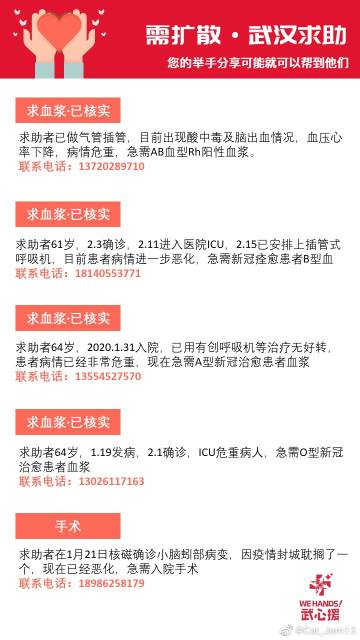 需扩散·武汉求助
您的举手分享可能就可以帮到他们
求血浆·已核实
求助者已做气管插管，目前出现酸中毒及脑出血情况，血压心
率下降，病情危重，急需AB血型Rh阳性血浆。
联系电话：13720289710
求血浆·已核实
求助者61岁，2.3确诊，2.11进入医院ICU，2.15已安排上插管式
呼吸机，目前患者病情进一步恶化，急需新冠痊愈患者B型血
联系电话：18140553771
求血浆·已核实
求助者64岁，2020.1.31入院，已用有创呼吸机等治疗无好转，
患者病情已经非常危重，现在急需A型新冠治愈患者血浆
联系电话：13554527570
求血浆·已核实
求助者64岁，1.19发病，2.1确诊，ICU危重病人，急需O型新冠
治愈患者血浆
联系电话：13026117163
手术
求助者在1月21日核磁确诊小脑蚓部病变，因疫情封城耽搁了一
个，现在已经恶化，急需入院手术
联系电话：18986258179
WE HANDS!
武心援